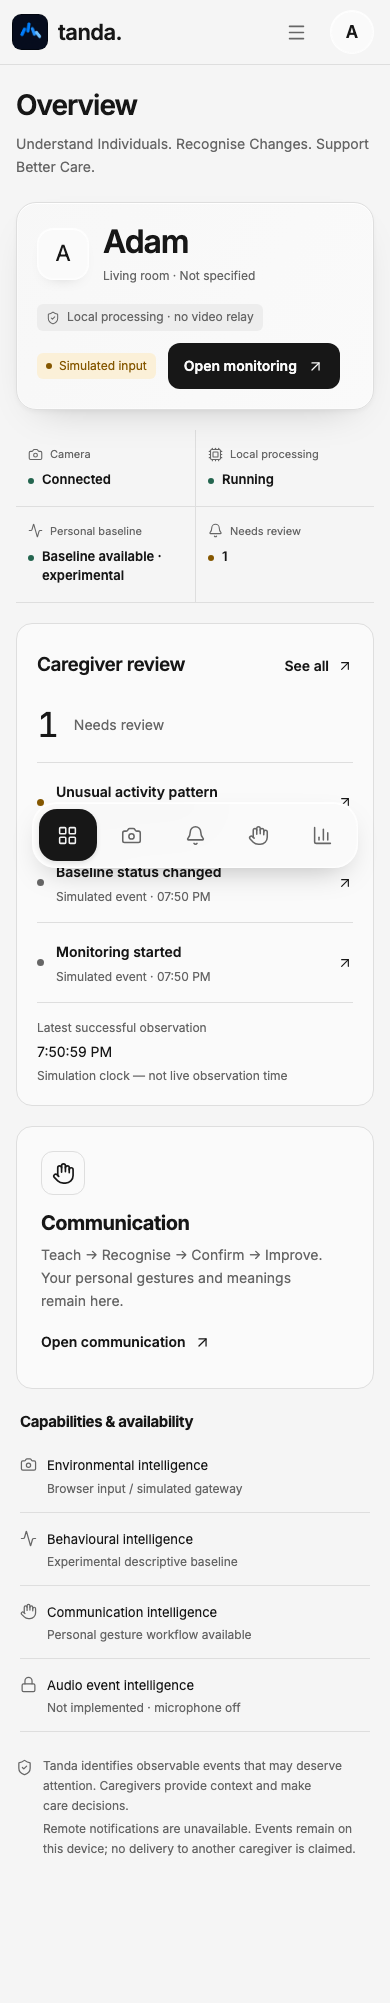 tanda.
A
Overview
Understand Individuals. Recognise Changes. Support
Better Care.
A
Adam
Living room · Not specified
Local processing · no video relay
Simulated input
Open monitoring
Camera
Connected
Local processing
Running
Personal baseline
Baseline available ·
experimental
Needs review
1
Caregiver review
See all
1 Needs review
Unusual activity pattern
Baseline status changed
Simulated event · 07:50 PM
Monitoring started
Simulated event · 07:50 PM
Latest successful observation
7:50:59 PM
Simulation clock — not live observation time
Communication
Teach → Recognise → Confirm → Improve.
Your personal gestures and meanings
remain here.
Open communication
Capabilities & availability
Environmental intelligence
Browser input / simulated gateway
Behavioural intelligence
Experimental descriptive baseline
Communication intelligence
Personal gesture workflow available
Audio event intelligence
Not implemented · microphone off
Tanda identifies observable events that may deserve
attention. Caregivers provide context and make
care decisions.
Remote notifications are unavailable. Events remain on
this device; no delivery to another caregiver is claimed.